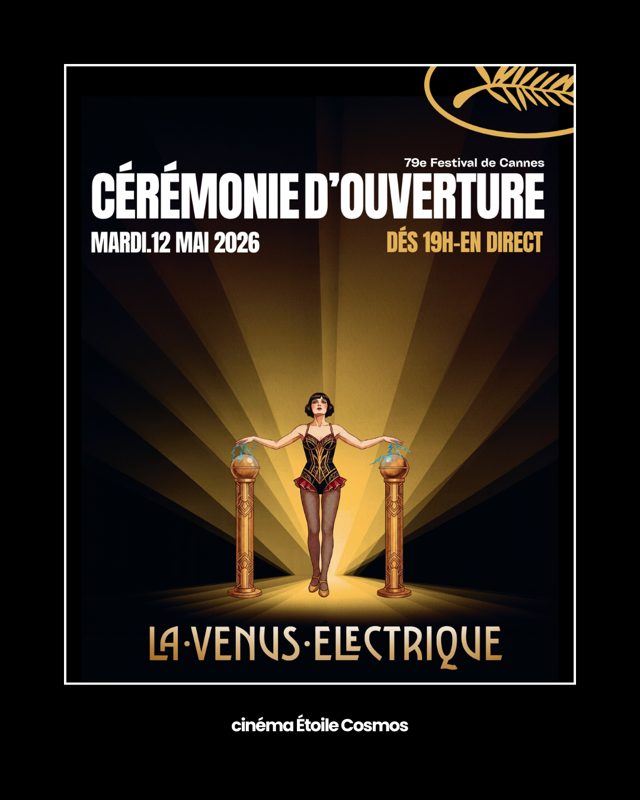 79e Festival de Cannes
CÉRÉMONIE D'OUVERTURE
MARDI.12 MAI 2026
DÉS 19H-EN DIRECT
LA·VENUS·ELECTRIQUE
cinéma Étoile Cosmos